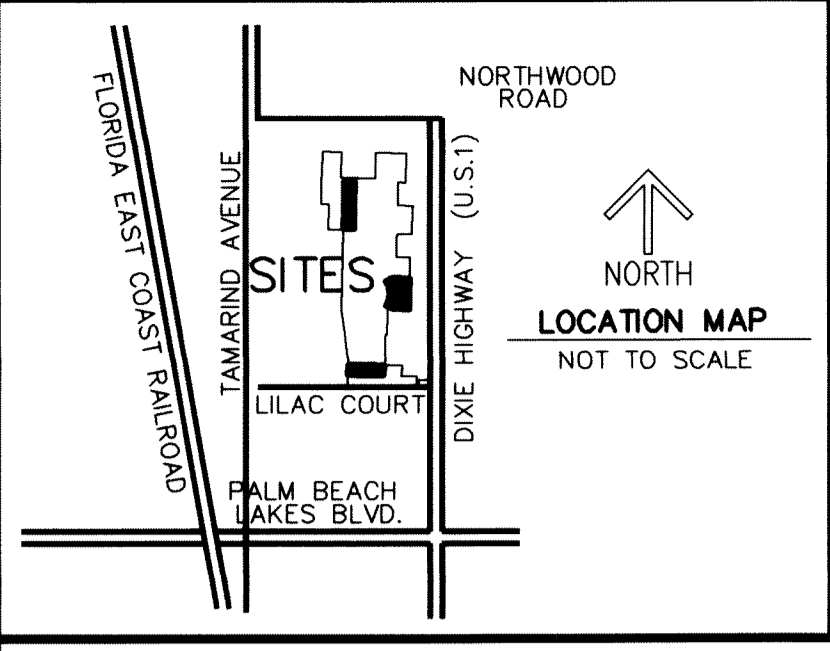 NORTHWOOD
ROAD
FLORIDA EAST COAST RAILROAD
TAMARIND AVENUE
DIXIE HIGHWAY (U.S.1)
SITES
NORTH
LOCATION MAP
NOT TO SCALE
LILAC COURT
PALM BEACH
LAKES BLVD.